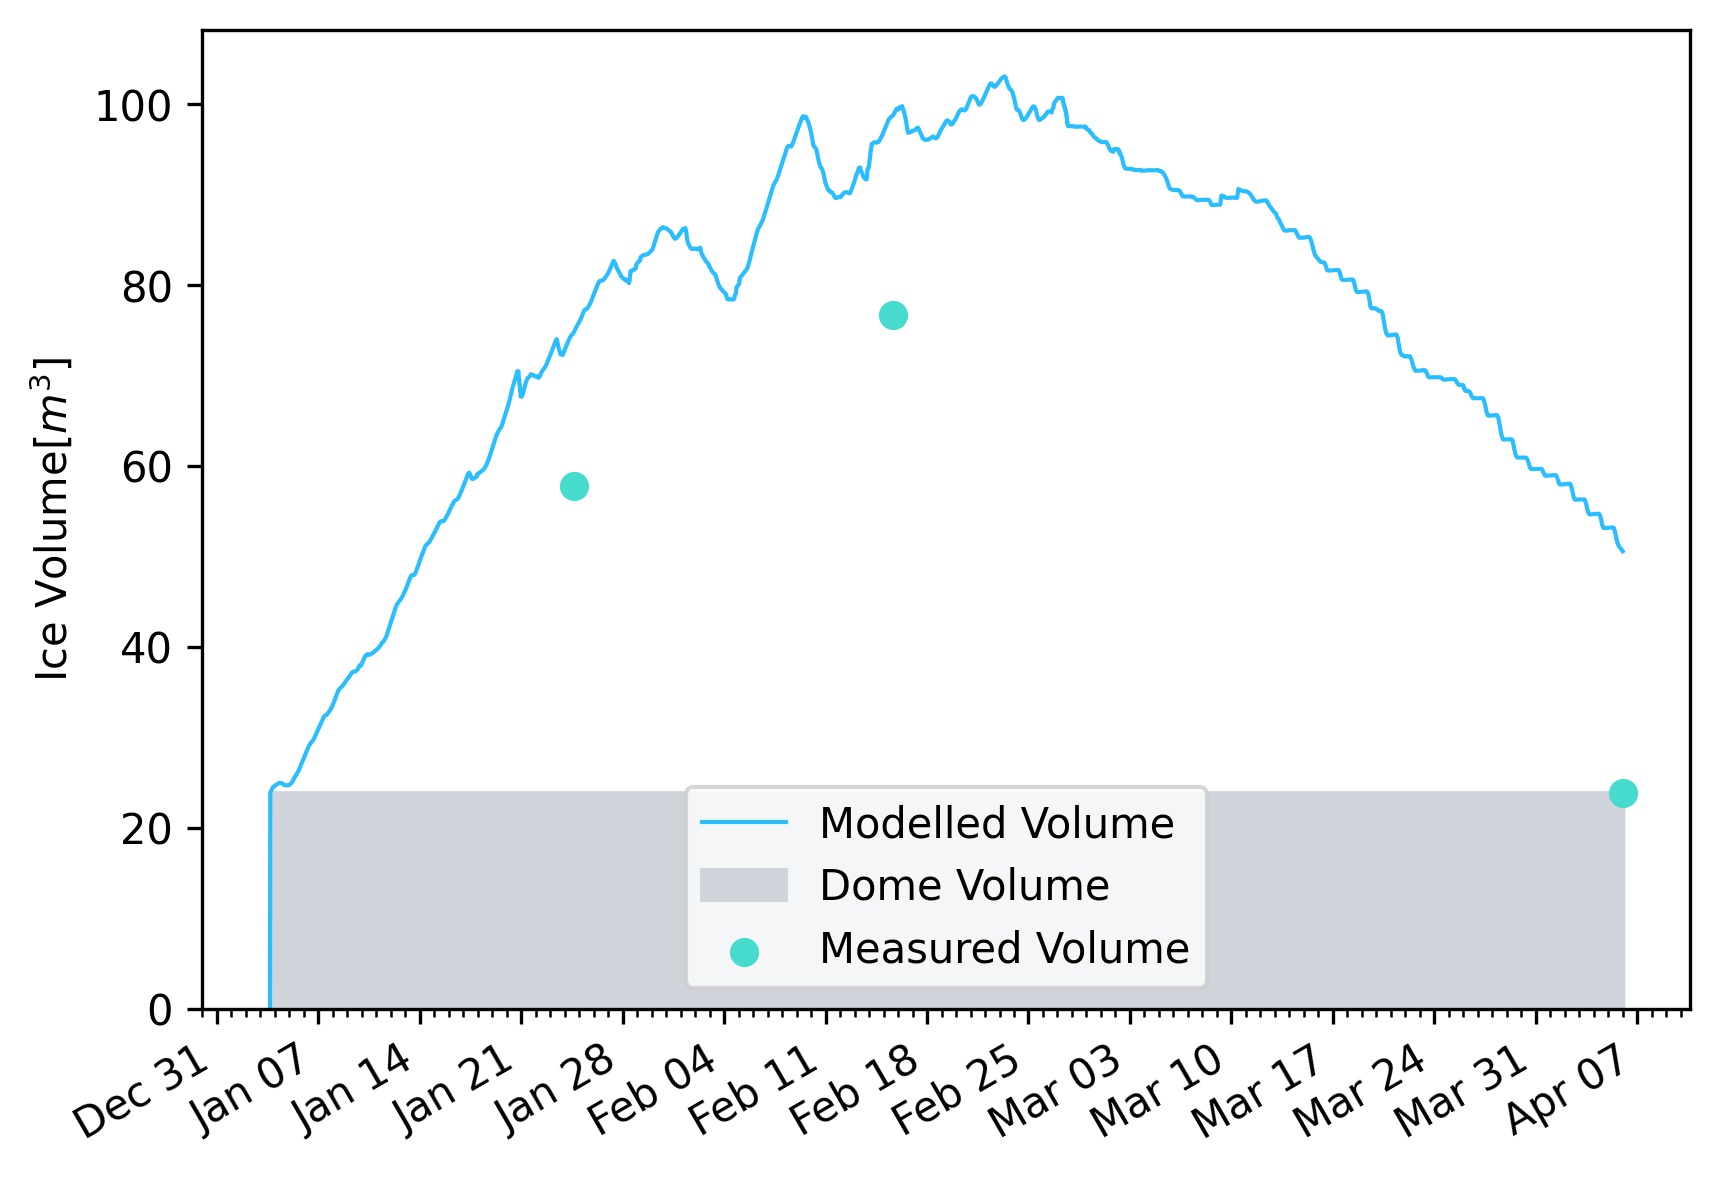 Ice Volume[m³]
100
80
60
40
20
0
Dec 31
Jan 07
Jan 14
Jan 21
Jan 28
Feb 04
Feb 11
Feb 18
Feb 25
Mar 03
Mar 10
Mar 17
Mar 24
Mar 31
Apr 07
Modelled Volume
Dome Volume
Measured Volume